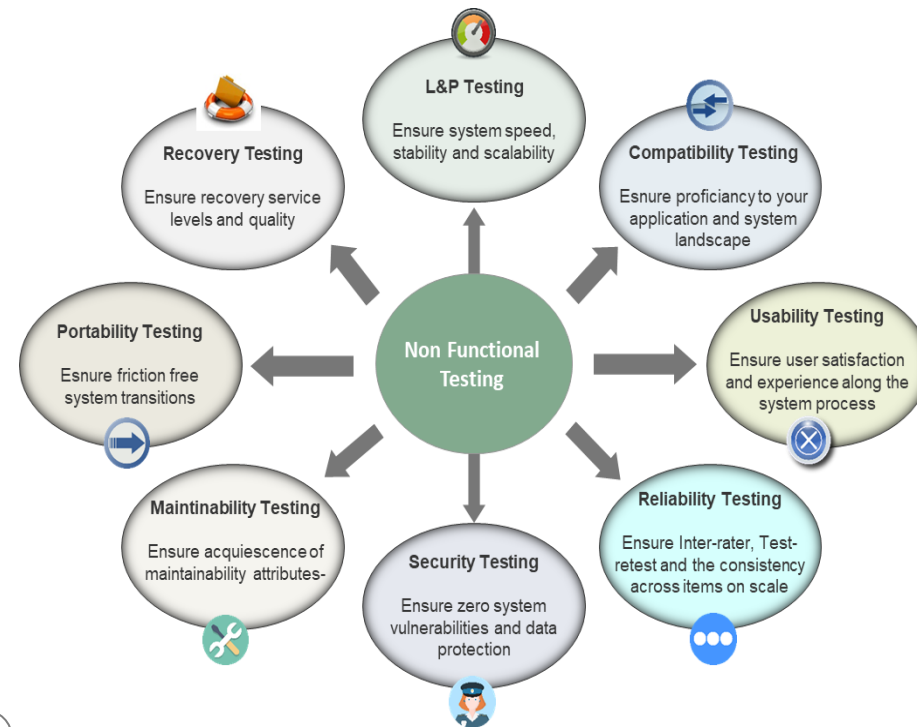 L&P Testing
Ensure system speed,
stability and scalability
Recovery Testing
Ensure recovery service
levels and quality
Compatibility Testing
Esnure proficiancy to your
application and system
landscape
Portability Testing
Esnure friction free
system transitions
Non Functional
Testing
Usability Testing
Ensure user satisfaction
and experience along the
system process
Maintinability Testing
Ensure acquiescence of
maintainability attributes-
Security Testing
Ensure zero system
vulnerabilities and data
protection
Reliability Testing
Ensure Inter-rater, Test-
retest and the consistency
across items on scale